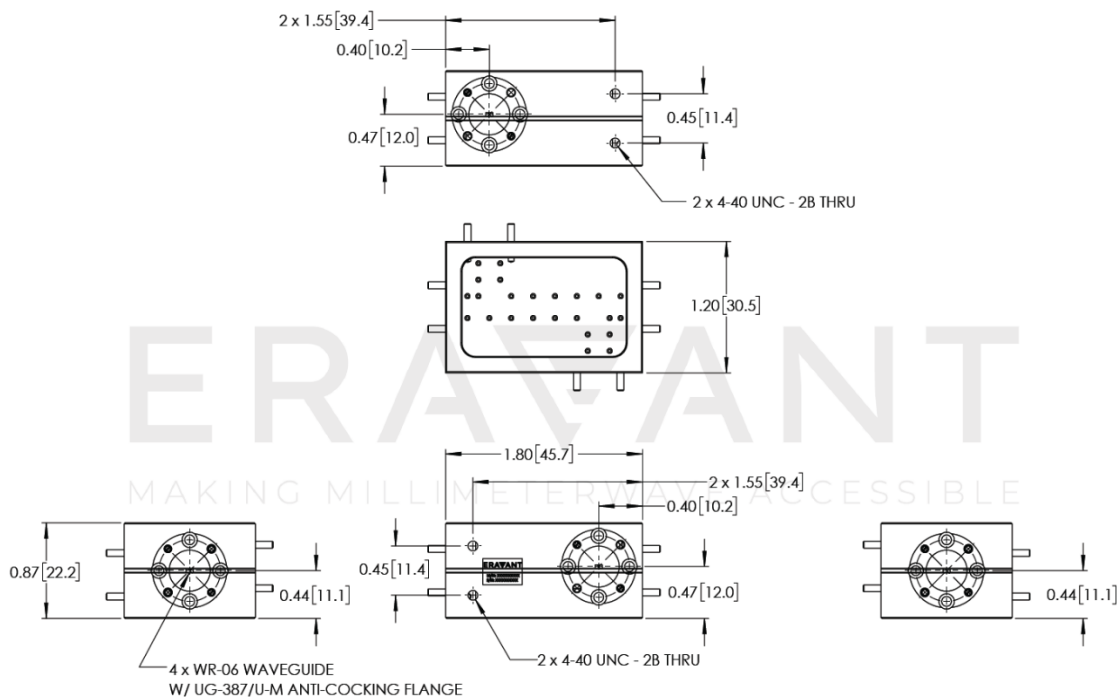 2 x 1.55[39.4]
0.40[10.2]
0.47[12.0]
0.45[11.4]
2 x 4-40 UNC - 2B THRU
1.20[30.5]
ERAVANT
MAKING MILLIMETERWAVE ACCESSIBLE
1.80[45.7]
2 x 1.55[39.4]
0.40[10.2]
0.87[22.2]
0.44[11.1]
0.45[11.4]
ERAVANT
0.47[12.0]
0.44[11.1]
2 x 4-40 UNC - 2B THRU
4 x WR-06 WAVEGUIDE
W/ UG-387/U-M ANTI-COCKING FLANGE